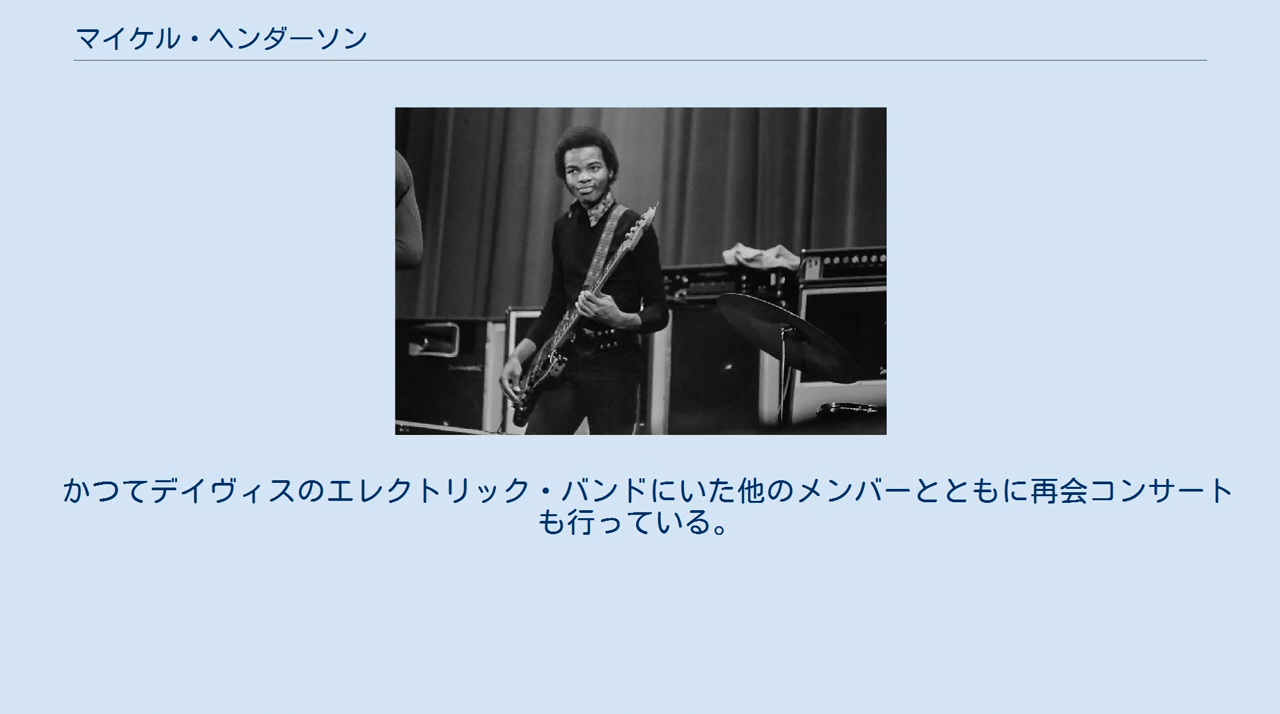 マイケル・ヘンダーソン
かつてデイヴィスのエレクトリック・バンドにいた他のメンバーとともに再会コンサート
も行っている。